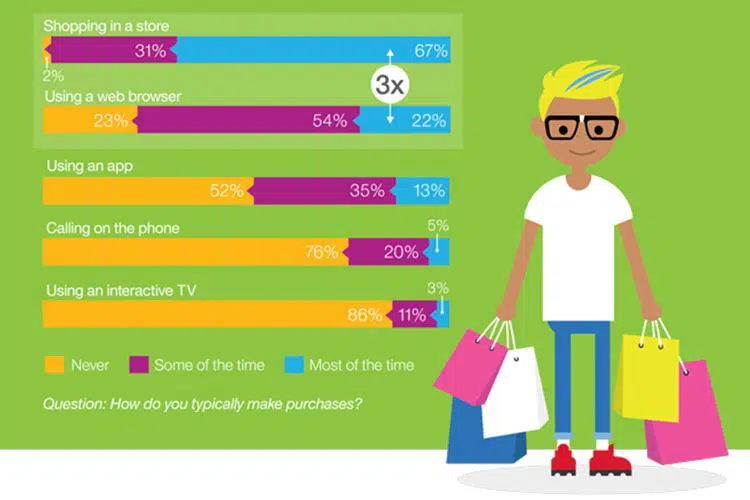 Shopping in a store
31% 67%
2%
3x
Using a web browser
23% 54% 22%
Using an app
52% 35% 13%
Calling on the phone
5%
76% 20%
Using an interactive TV
3%
86% 11%
Never Some of the time Most of the time
Question: How do you typically make purchases?